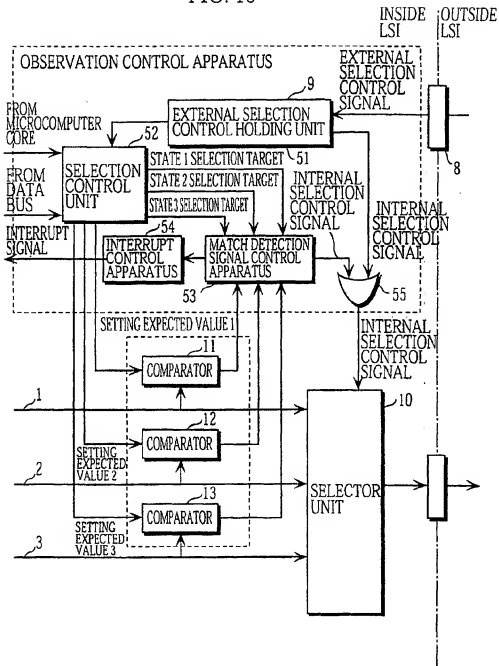 FIG. 10
INSIDE
LSI
OUTSIDE
LSI
OBSERVATION CONTROL APPARATUS
EXTERNAL
SELECTION
CONTROL
SIGNAL
9
EXTERNAL SELECTION
CONTROL HOLDING UNIT
51
8
FROM
MICROCOMPUTER
CORE
52
SELECTION
CONTROL
UNIT
STATE 1 SELECTION TARGET
STATE 2 SELECTION TARGET
STATE 3 SELECTION TARGET
FROM
DATA
BUS
INTERNAL
SELECTION
CONTROL
SIGNAL
INTERNAL
SELECTION
CONTROL SIGNAL
INTERRUPT
SIGNAL
54
INTERRUPT
CONTROL
APPARATUS
MATCH DETECTION
SIGNAL CONTROL
APPARATUS
53
55
SETTING EXPECTED VALUE 1
INTERNAL
SELECTION
CONTROL
SIGNAL
11
COMPARATOR
10
1
12
COMPARATOR
2
SETTING
EXPECTED
VALUE 2
SELECTOR
UNIT
13
COMPARATOR
SETTING
EXPECTED
VALUE 3
3